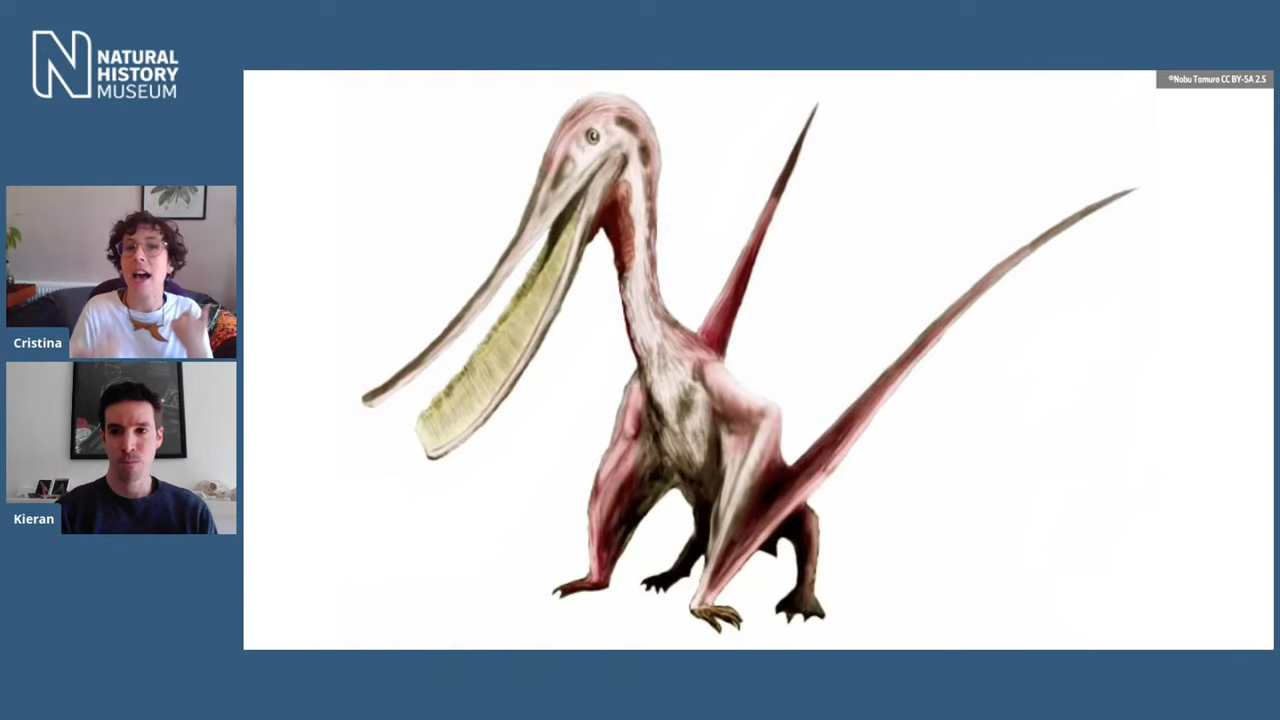 NATURAL
HISTORY
MUSEUM
©Nobu Tamura CC BY-SA 2.5
Cristina
Kieran